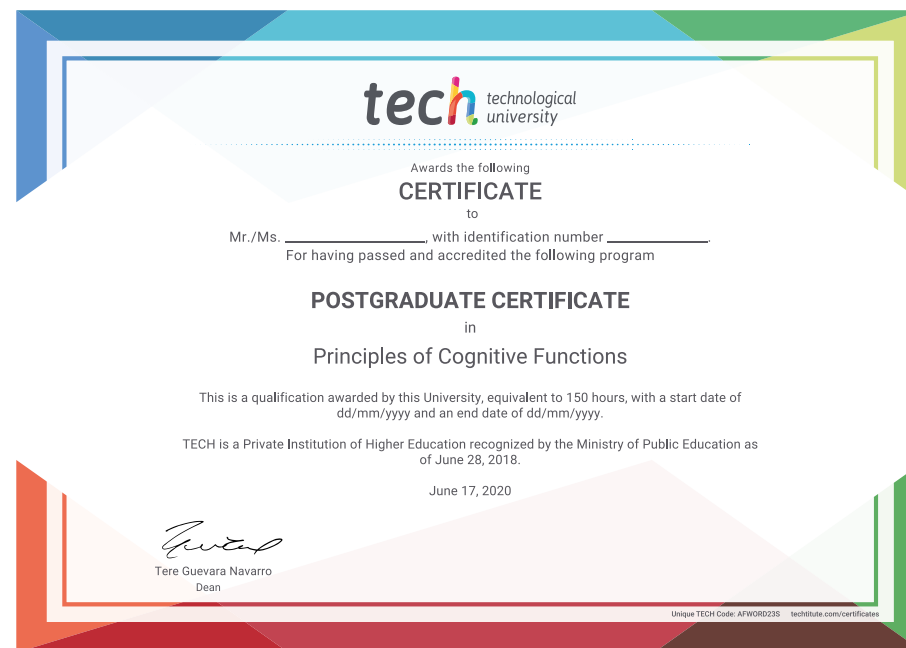 tech technological
university
Awards the following
CERTIFICATE
to
Mr./Ms. ____________________, with identification number ______________.
For having passed and accredited the following program
POSTGRADUATE CERTIFICATE
in
Principles of Cognitive Functions
This is a qualification awarded by this University, equivalent to 150 hours, with a start date of
dd/mm/yyyy and an end date of dd/mm/yyyy.
TECH is a Private Institution of Higher Education recognized by the Ministry of Public Education as
of June 28, 2018.
June 17, 2020
Tere Guevara Navarro
Dean
Unique TECH Code: AFWORD23S techtitute.com/certificates